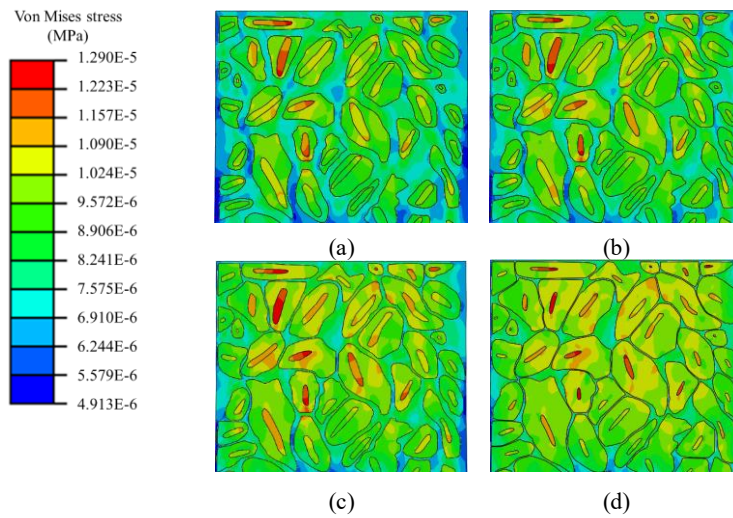 Von Mises stress
(MPa)
1.290E-5
1.223E-5
1.157E-5
1.090E-5
1.024E-5
9.572E-6
8.906E-6
8.241E-6
7.575E-6
6.910E-6
6.244E-6
5.579E-6
4.913E-6
(a)
(b)
(c)
(d)